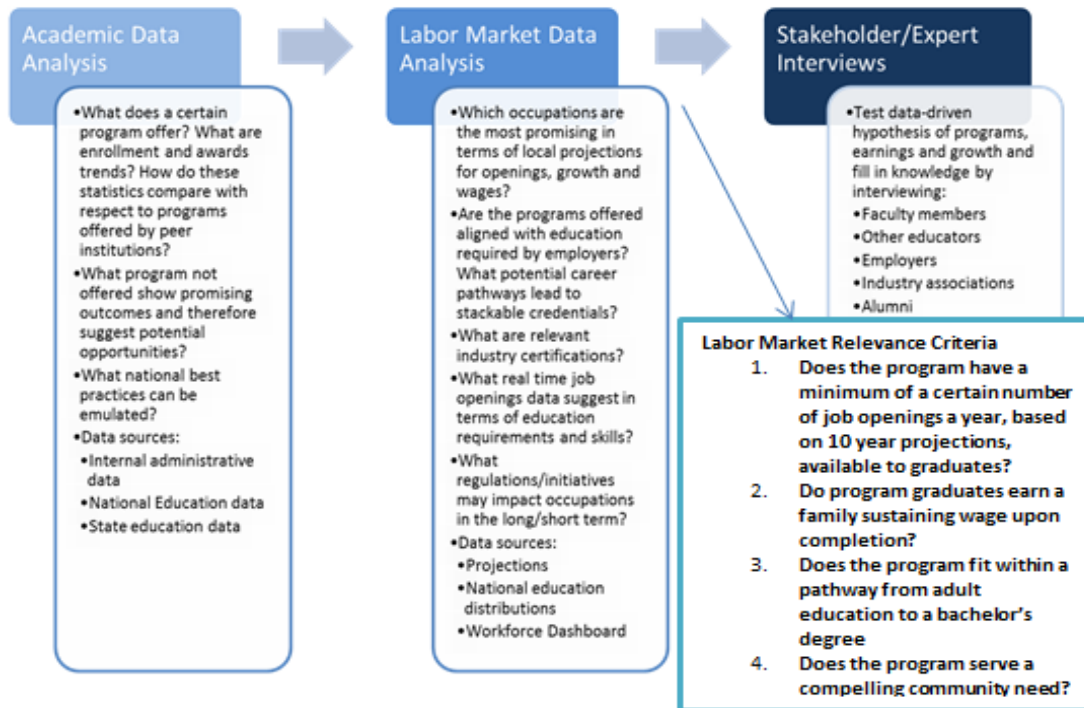 Academic Data
Analysis
•What does a certain
program offer? What are
enrollment and awards
trends? How do these
statistics compare with
respect to programs
offered by peer
institutions?
•What program not
offered show promising
outcomes and therefore
suggest potential
opportunities?
•What national best
practices can be
emulated?
•Data sources:
•Internal administrative
data
•National Education data
•State education data
Labor Market Data
Analysis
•Which occupations are
the most promising in
terms of local projections
for openings, growth and
wages?
•Are the programs offered
aligned with education
required by employers?
What potential career
pathways lead to
stackable credentials?
•What are relevant
industry certifications?
•What real time job
openings data suggest in
terms of education
requirements and skills?
•What
regulations/initiatives
may impact occupations
in the long/short term?
•Data sources:
•Projections
•National education
distributions
•Workforce Dashboard
Stakeholder/Expert
Interviews
•Test data-driven
hypothesis of programs,
earnings and growth and
fill in knowledge by
interviewing:
•Faculty members
•Other educators
•Employers
•Industry associations
•Alumni
Labor Market Relevance Criteria
1. Does the program have a
minimum of a certain number
of job openings a year, based
on 10 year projections,
available to graduates?
2. Do program graduates earn a
family sustaining wage upon
completion?
3. Does the program fit within a
pathway from adult
education to a bachelor's
degree
4. Does the program serve a
compelling community need?